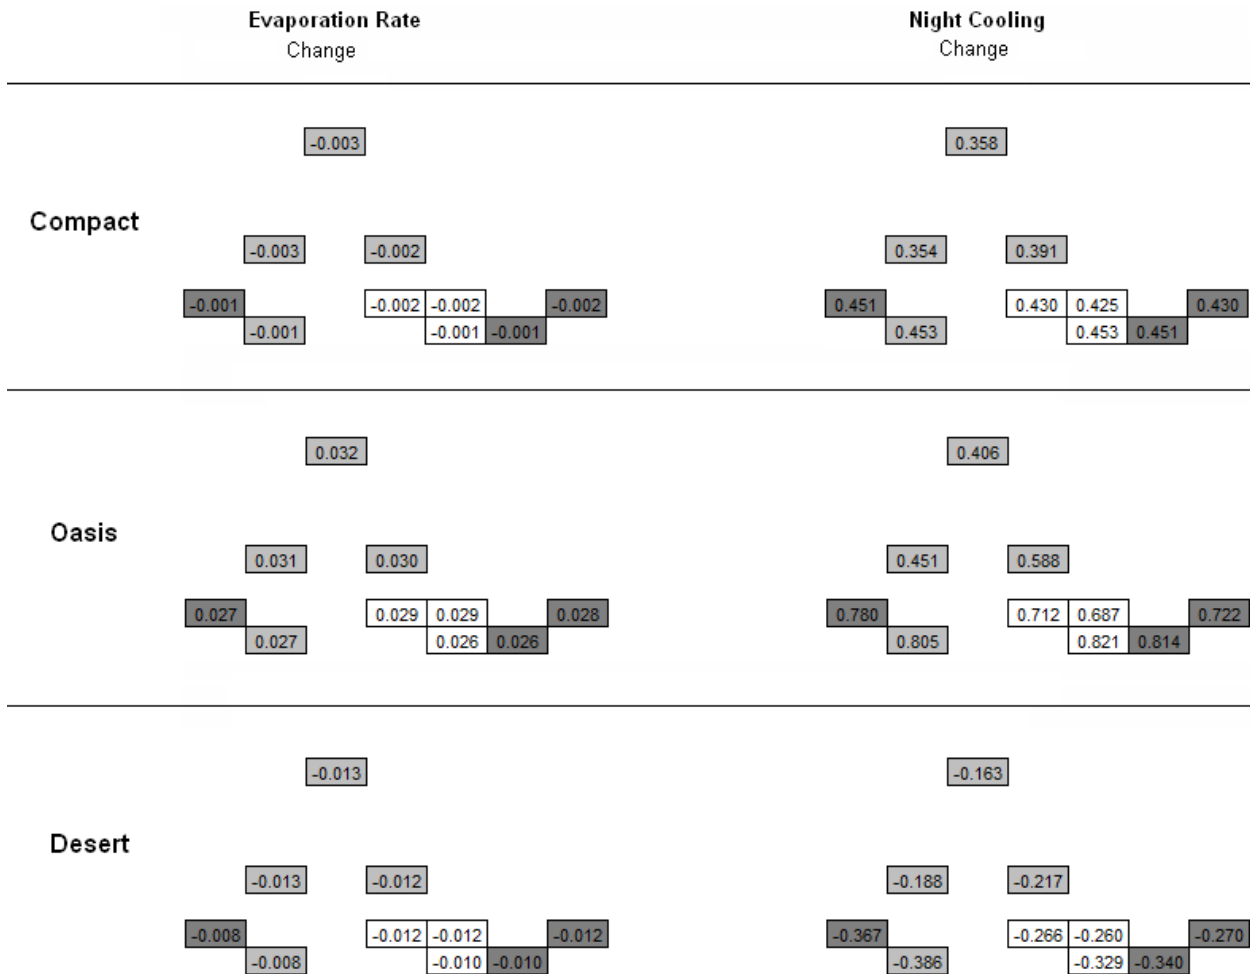 Evaporation Rate Night Cooling
Change Change
-0.003 0.358
Compact
-0.003 -0.002 0.354 0.391
-0.001 -0.002 -0.002 -0.002 0.451 0.430 0.425 0.430
-0.001 -0.001 -0.001 0.453 0.453 0.451
0.032 0.406
Oasis
0.031 0.030 0.451 0.588
0.027 0.029 0.029 0.028 0.780 0.712 0.687 0.722
0.027 0.026 0.026 0.805 0.821 0.814
-0.013 -0.163
Desert
-0.013 -0.012 -0.188 -0.217
-0.008 -0.012 -0.012 -0.012 -0.367 -0.266 -0.260 -0.270
-0.008 -0.010 -0.010 -0.386 -0.329 -0.340